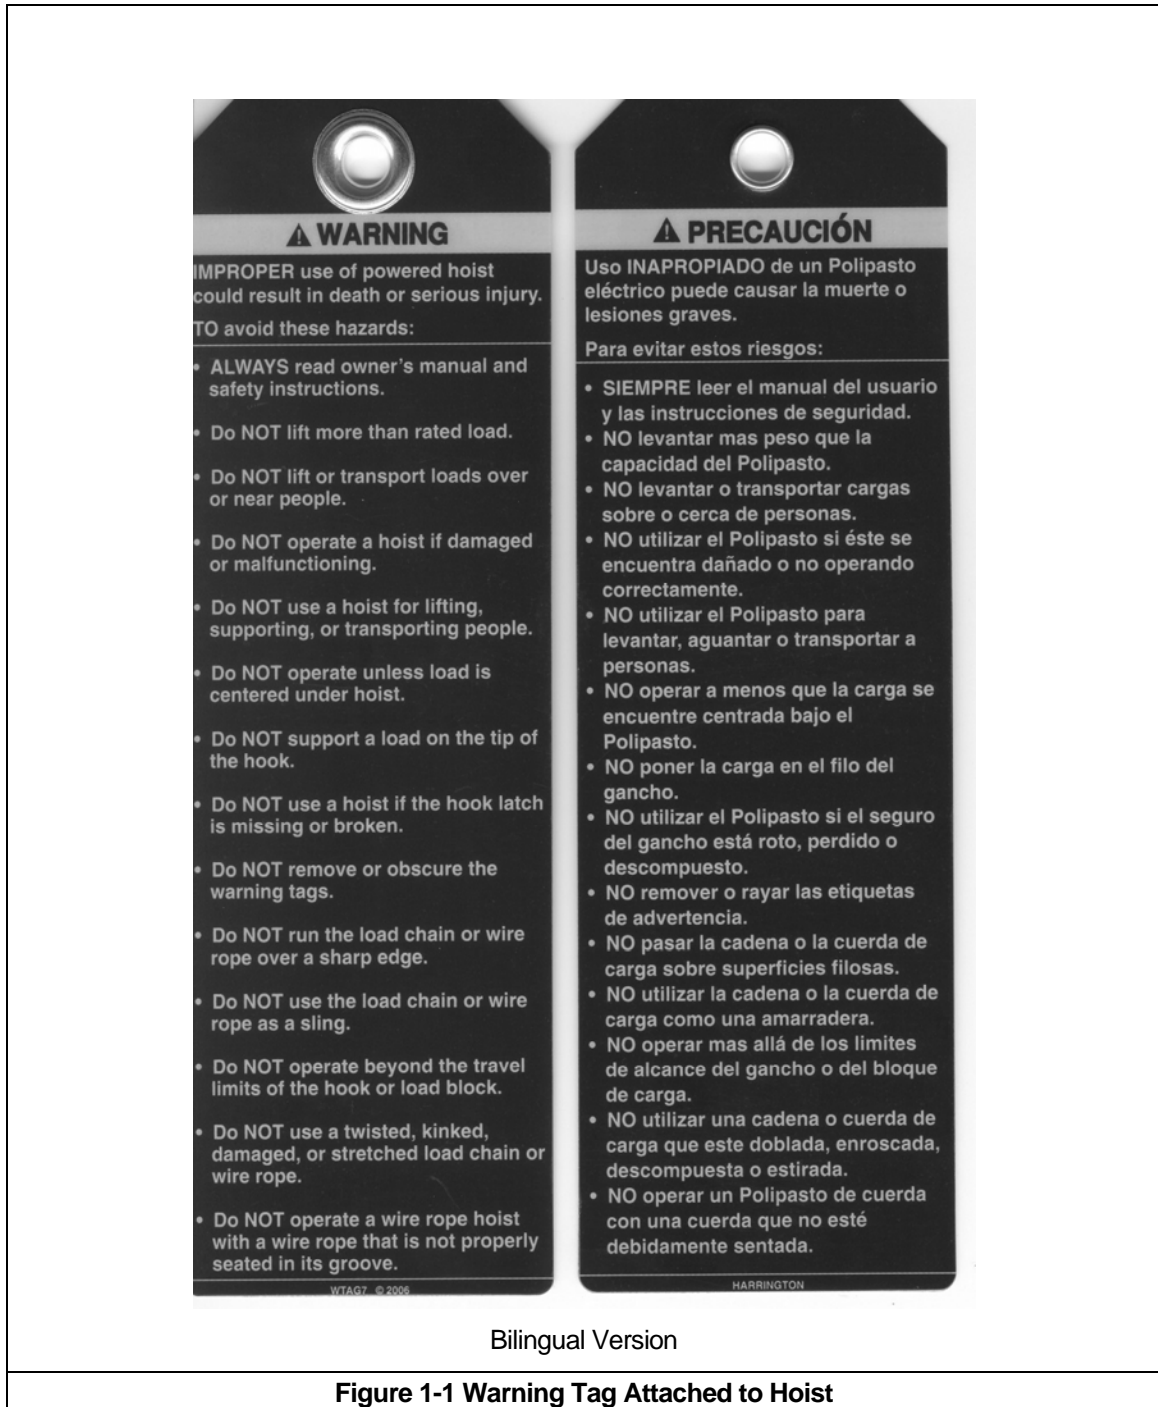 ⚠ WARNING
IMPROPER use of powered hoist
could result in death or serious injury.
TO avoid these hazards:
• ALWAYS read owner's manual and
safety instructions.
• Do NOT lift more than rated load.
• Do NOT lift or transport loads over
or near people.
• Do NOT operate a hoist if damaged
or malfunctioning.
• Do NOT use a hoist for lifting,
supporting, or transporting people.
• Do NOT operate unless load is
centered under hoist.
• Do NOT support a load on the tip of
the hook.
• Do NOT use a hoist if the hook latch
is missing or broken.
• Do NOT remove or obscure the
warning tags.
• Do NOT run the load chain or wire
rope over a sharp edge.
• Do NOT use the load chain or wire
rope as a sling.
• Do NOT operate beyond the travel
limits of the hook or load block.
• Do NOT use a twisted, kinked,
damaged, or stretched load chain or
wire rope.
• Do NOT operate a wire rope hoist
with a wire rope that is not properly
seated in its groove.
WTAG7 © 2006
⚠ PRECAUCIÓN
Uso INAPROPIADO de un Polipasto
eléctrico puede causar la muerte o
lesiones graves.
Para evitar estos riesgos:
• SIEMPRE leer el manual del usuario
y las instrucciones de seguridad.
• NO levantar mas peso que la
capacidad del Polipasto.
• NO levantar o transportar cargas
sobre o cerca de personas.
• NO utilizar el Polipasto si éste se
encuentra dañado o no operando
correctamente.
• NO utilizar el Polipasto para
levantar, aguantar o transportar a
personas.
• NO operar a menos que la carga se
encuentre centrada bajo el
Polipasto.
• NO poner la carga en el filo del
gancho.
• NO utilizar el Polipasto si el seguro
del gancho está roto, perdido o
descompuesto.
• NO remover o rayar las etiquetas
de advertencia.
• NO pasar la cadena o la cuerda de
carga sobre superficies filosas.
• NO utilizar la cadena o la cuerda de
carga como una amarradera.
• NO operar mas allá de los limites
de alcance del gancho o del bloque
de carga.
• NO utilizar una cadena o cuerda de
carga que este doblada, enroscada,
descompuesta o estirada.
• NO operar un Polipasto de cuerda
con una cuerda que no esté
debidamente sentada.
HARRINGTON
Bilingual Version
Figure 1-1 Warning Tag Attached to Hoist